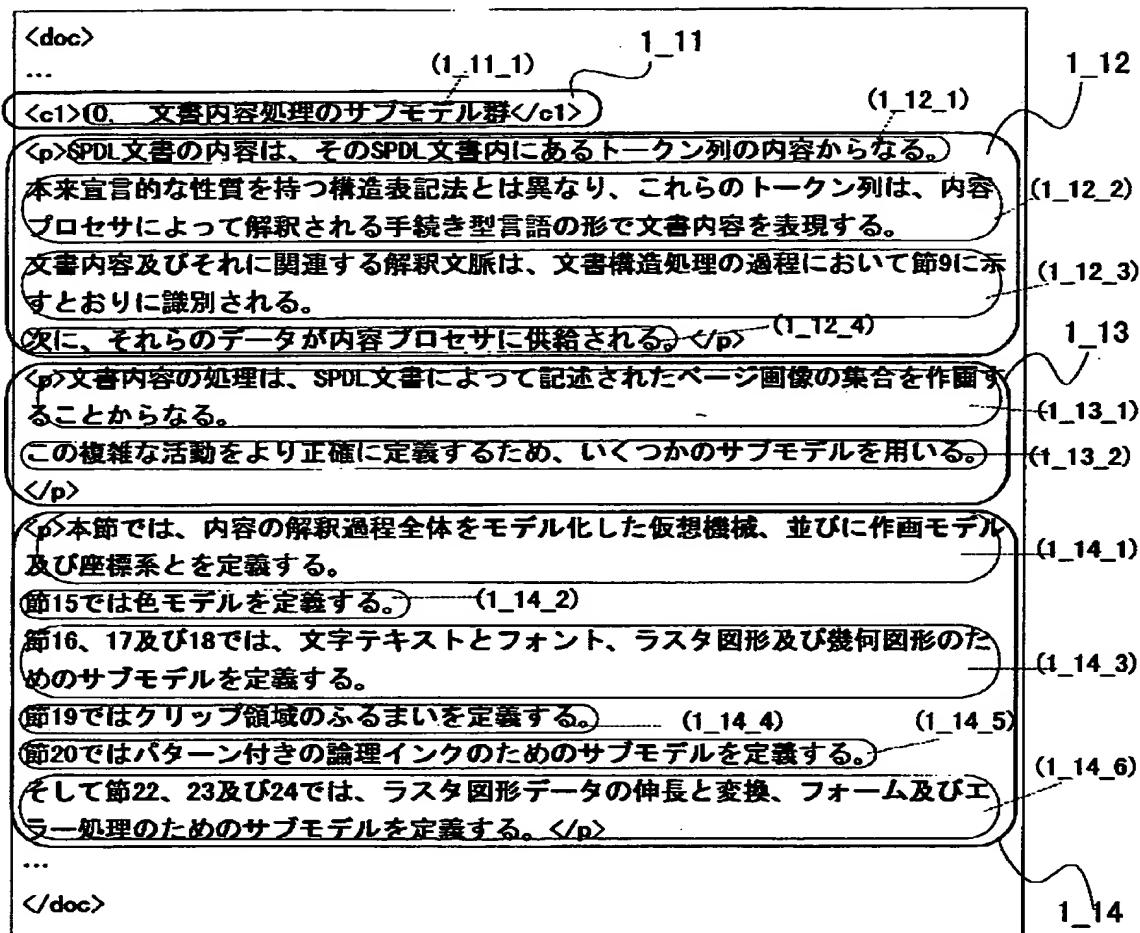 <doc>
1_11
...
(1_11_1)
1_12
<c1>10. 文書内容処理のサブモデル群</c1>
(1_12_1)
<p>SPDL文書の内容は、そのSPDL文書内にあるトークン列の内容からなる。
本来宣言的な性質を持つ構造表記法とは異なり、これらのトークン列は、内容
(1_12_2)
プロセサによって解釈される手続き型言語の形で文書内容を表現する。
文書内容及びそれに関連する解釈文脈は、文書構造処理の過程において節9に示
(1_12_3)
すとおりに識別される。
次に、それらのデータが内容プロセサに供給される。</p>
(1_12_4)
1_13
<p>文書内容の処理は、SPDL文書によって記述されたページ画像の集合を作画す
ることからなる。
(1_13_1)
この複雑な活動をより正確に定義するため、いくつかのサブモデルを用いる。
(1_13_2)
</p>
<p>本節では、内容の解釈過程全体をモデル化した仮想機械、並びに作画モデル
(1_14_1)
及び座標系とを定義する。
節15では色モデルを定義する。
(1_14_2)
節16、17及び18では、文字テキストとフォント、ラスタ図形及び幾何図形のた
(1_14_3)
めのサブモデルを定義する。
節19ではクリップ領域のふるまいを定義する。
(1_14_4)
(1_14_5)
節20ではパターン付きの論理インクのためのサブモデルを定義する。
(1_14_6)
そして節22、23及び24では、ラスタ図形データの伸長と変換、フォーム及びエ
ラー処理のためのサブモデルを定義する。</p>
...
</doc>
1_14